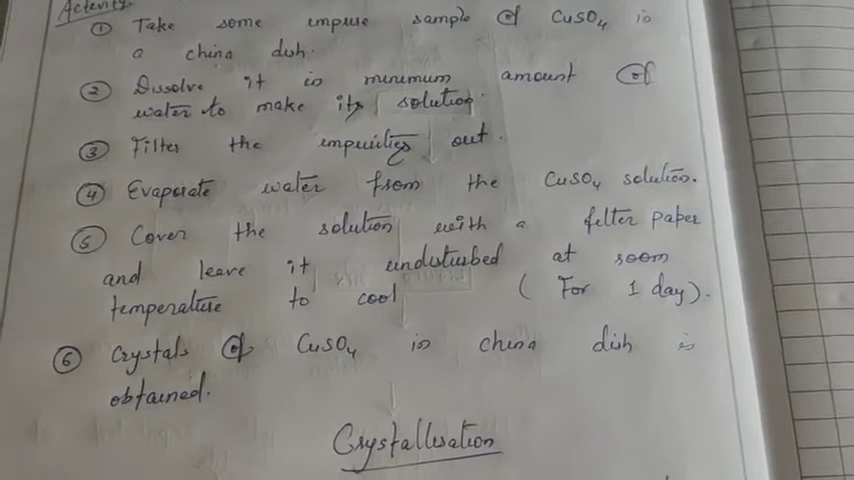 Activity
① Take some impure sample of CuSO4 in
a china dish.
② Dissolve it in minimum amount of
water to make its solution.
③ Filter the impurities out.
④ Evaporate water from the CuSO4 solution.
⑤ Cover the solution with a filter paper
and leave it undisturbed at room
temperature to cool (For 1 day).
⑥ Crystals of CuSO4 in china dish is
obtained.
Crystallisation